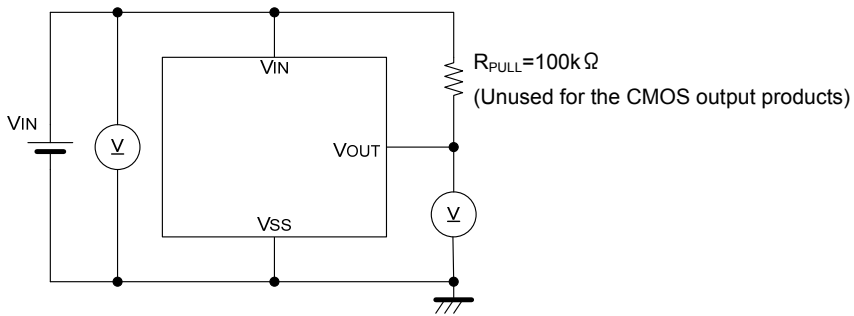 VIN
RPULL=100kΩ
(Unused for the CMOS output products)
VIN
V
VOUT
V
VSS